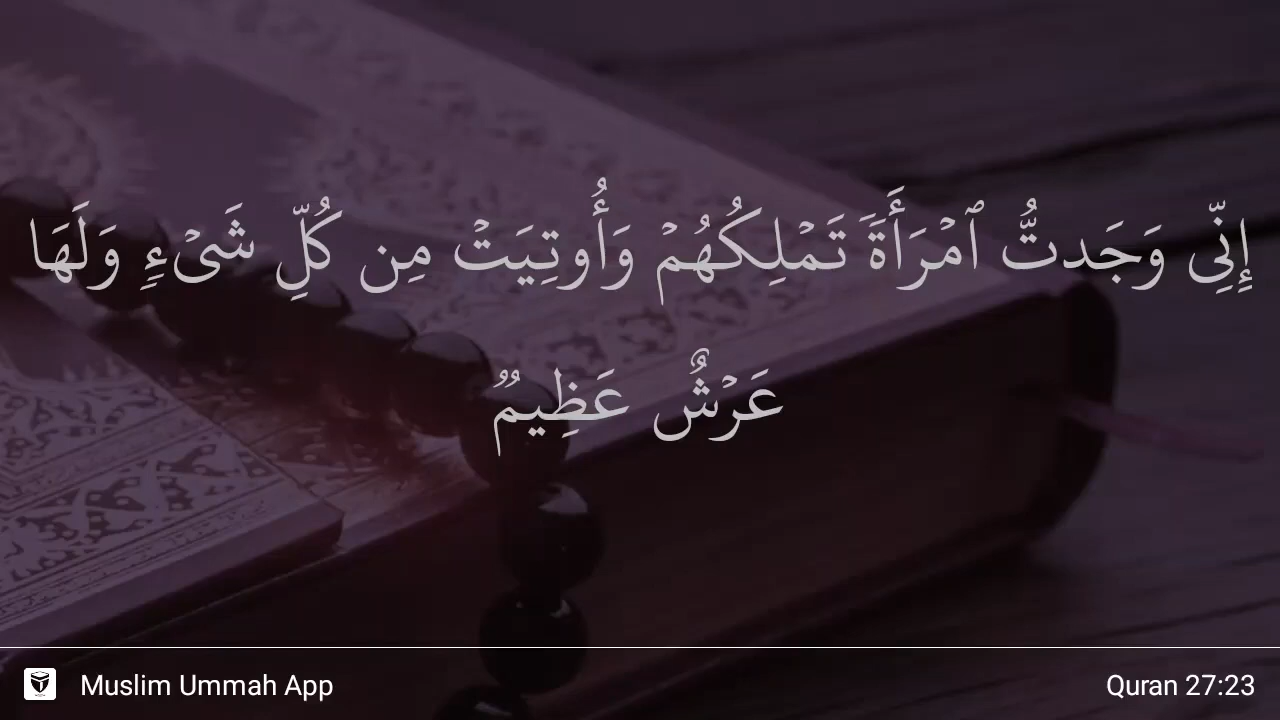 إِنِّى وَجَدتُّ ٱمْرَأَةً تَمْلِكُهُمْ وَأُوتِيَتْ مِن كُلِّ شَىْءٍ وَلَهَا
عَرْشٌ عَظِيمٌ
Muslim Ummah App
Quran 27:23